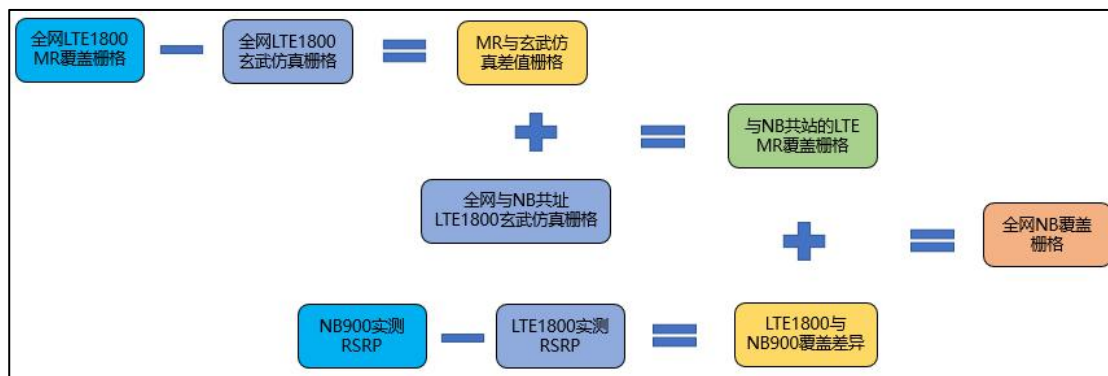 全网LTE1800
MR覆盖栅格
全网LTE1800
玄武仿真栅格
MR与玄武仿
真差值栅格
与NB共站的LTE
MR覆盖栅格
全网与NB共址
LTE1800玄武仿真栅格
全网NB覆盖
栅格
NB900实测
RSRP
LTE1800实测
RSRP
LTE1800与
NB900覆盖差异